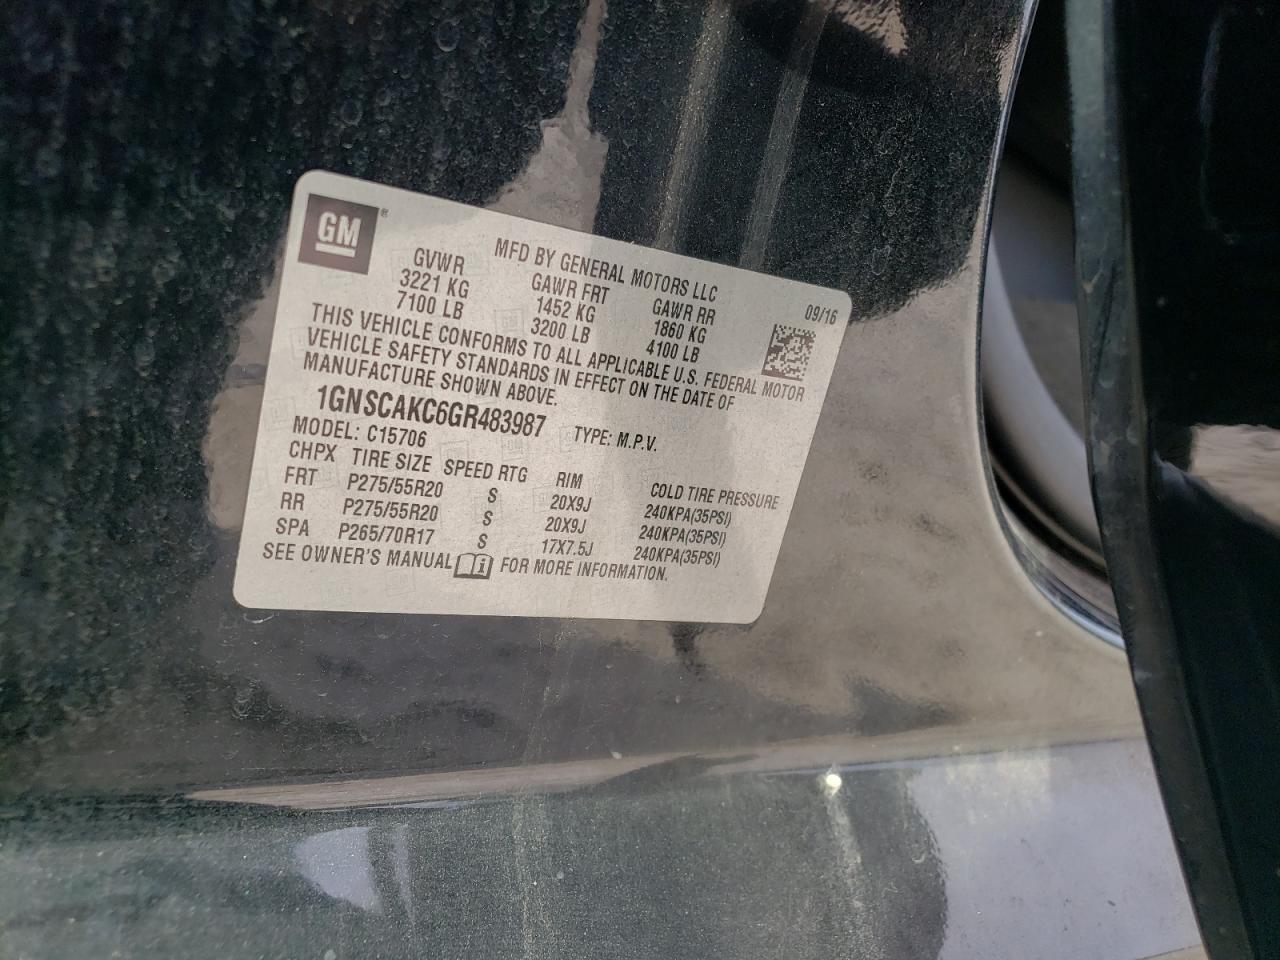 GM®
MFD BY GENERAL MOTORS LLC
GVWR GAWR FRT GAWR RR 09/16
3221 KG 1452 KG 1860 KG
7100 LB 3200 LB 4100 LB
THIS VEHICLE CONFORMS TO ALL APPLICABLE U.S. FEDERAL MOTOR
VEHICLE SAFETY STANDARDS IN EFFECT ON THE DATE OF
MANUFACTURE SHOWN ABOVE.
1GNSCAKC6GR483987 TYPE: M.P.V.
MODEL: C15706
CHPX TIRE SIZE SPEED RTG RIM COLD TIRE PRESSURE
FRT P275/55R20 S 20X9J 240KPA(35PSI)
RR P275/55R20 S 20X9J 240KPA(35PSI)
SPA P265/70R17 S 17X7.5J 240KPA(35PSI)
SEE OWNER'S MANUAL i FOR MORE INFORMATION.